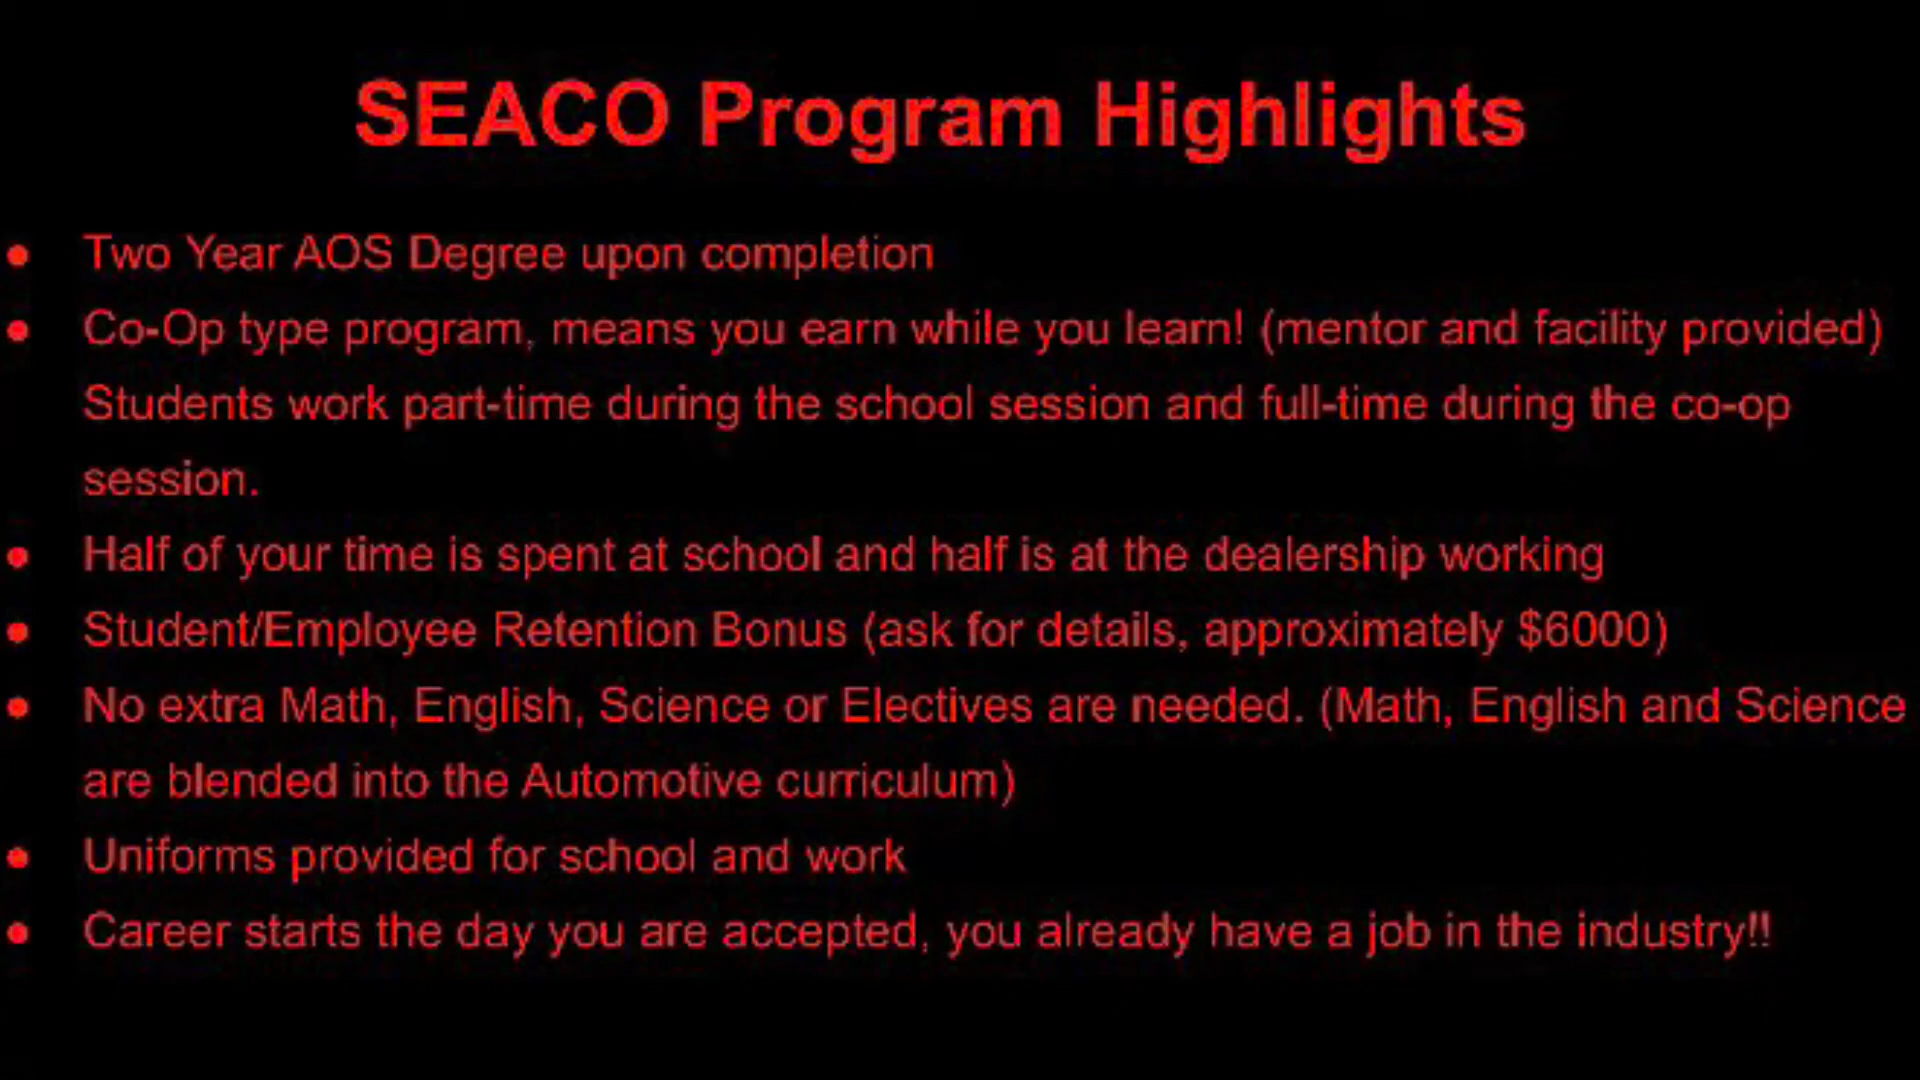 SEACO Program Highlights
● Two Year AOS Degree upon completion
● Co-Op type program, means you earn while you learn! (mentor and facility provided)
Students work part-time during the school session and full-time during the co-op
session.
● Half of your time is spent at school and half is at the dealership working
● Student/Employee Retention Bonus (ask for details, approximately $6000)
● No extra Math, English, Science or Electives are needed. (Math, English and Science
are blended into the Automotive curriculum)
● Uniforms provided for school and work
● Career starts the day you are accepted, you already have a job in the industry!!